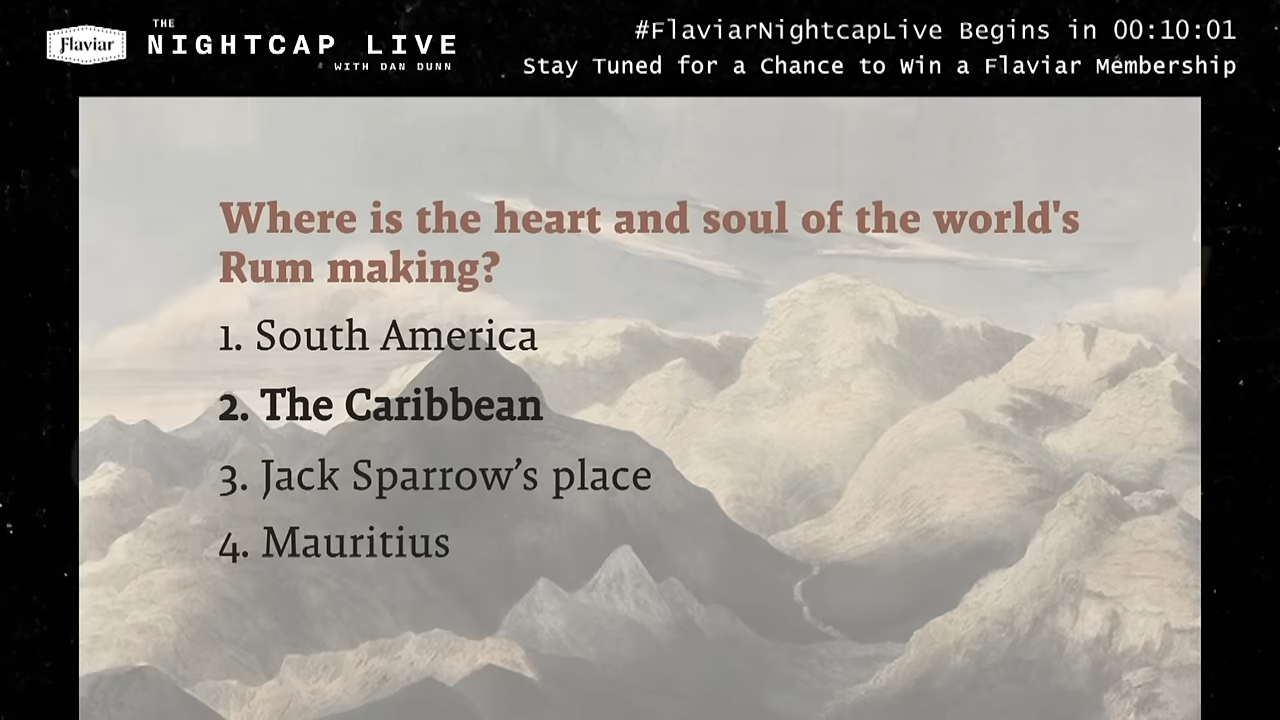 Flaviar
THE
NIGHTCAP LIVE
WITH DAN DUNN
#FlaviarNightcapLive Begins in 00:10:01
Stay Tuned for a Chance to Win a Flaviar Membership
Where is the heart and soul of the world's
Rum making?
1. South America
2. The Caribbean
3. Jack Sparrow’s place
4. Mauritius